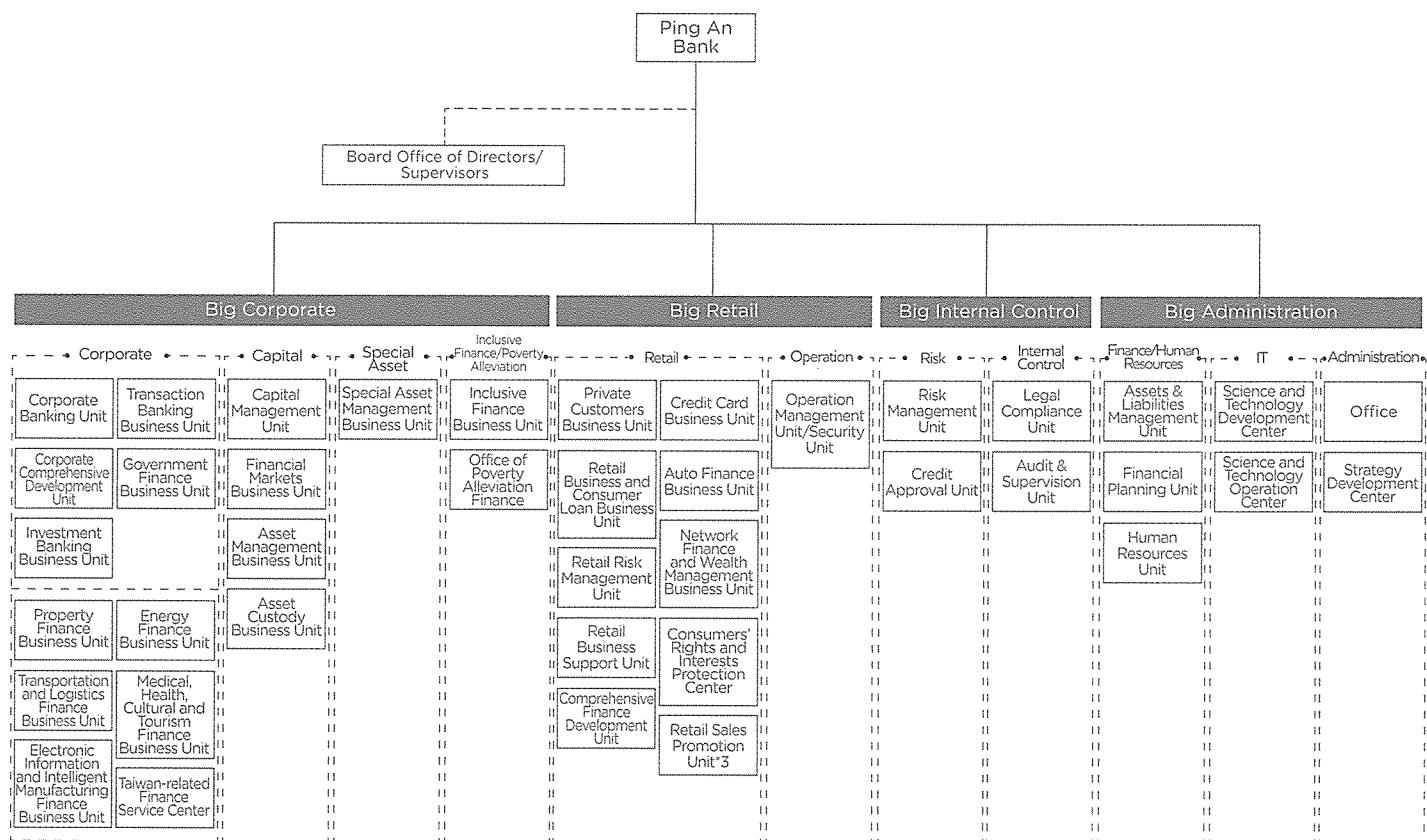 Ping An
Bank
Board Office of Directors/
Supervisors
Big Corporate
Big Retail
Big Internal Control
Big Administration
Corporate
Capital
Special
Asset
Inclusive
Finance/Poverty
Alleviation
Retail
Operation
Risk
Internal
Control
Finance/Human
Resources
IT
Administration
Corporate
Banking Unit
Transaction
Banking
Business Unit
Corporate
Comprehensive
Development
Unit
Government
Finance
Business Unit
Investment
Banking
Business Unit
Property
Finance
Business Unit
Energy
Finance
Business Unit
Transportation
and Logistics
Finance
Business Unit
Medical,
Health,
Cultural and
Tourism
Finance
Business Unit
Electronic
Information
and Intelligent
Manufacturing
Finance
Business Unit
Taiwan-related
Finance
Service Center
Capital
Management
Unit
Financial
Markets
Business Unit
Asset
Management
Business Unit
Asset
Custody
Business Unit
Special Asset
Management
Business Unit
Inclusive
Finance
Business Unit
Office of
Poverty
Alleviation
Finance
Private
Customers
Business Unit
Credit Card
Business Unit
Retail
Business and
Consumer
Loan Business
Unit
Auto Finance
Business Unit
Retail Risk
Management
Unit
Network
Finance
and Wealth
Management
Business Unit
Retail
Business
Support Unit
Consumers'
Rights and
Interests
Protection
Center
Comprehensive
Finance
Development
Unit
Retail Sales
Promotion
Unit*3
Operation
Management
Unit/Security
Unit
Risk
Management
Unit
Credit
Approval Unit
Legal
Compliance
Unit
Audit &
Supervision
Unit
Assets &
Liabilities
Management
Unit
Financial
Planning Unit
Human
Resources
Unit
Science and
Technology
Development
Center
Science and
Technology
Operation
Center
Office
Strategy
Development
Center